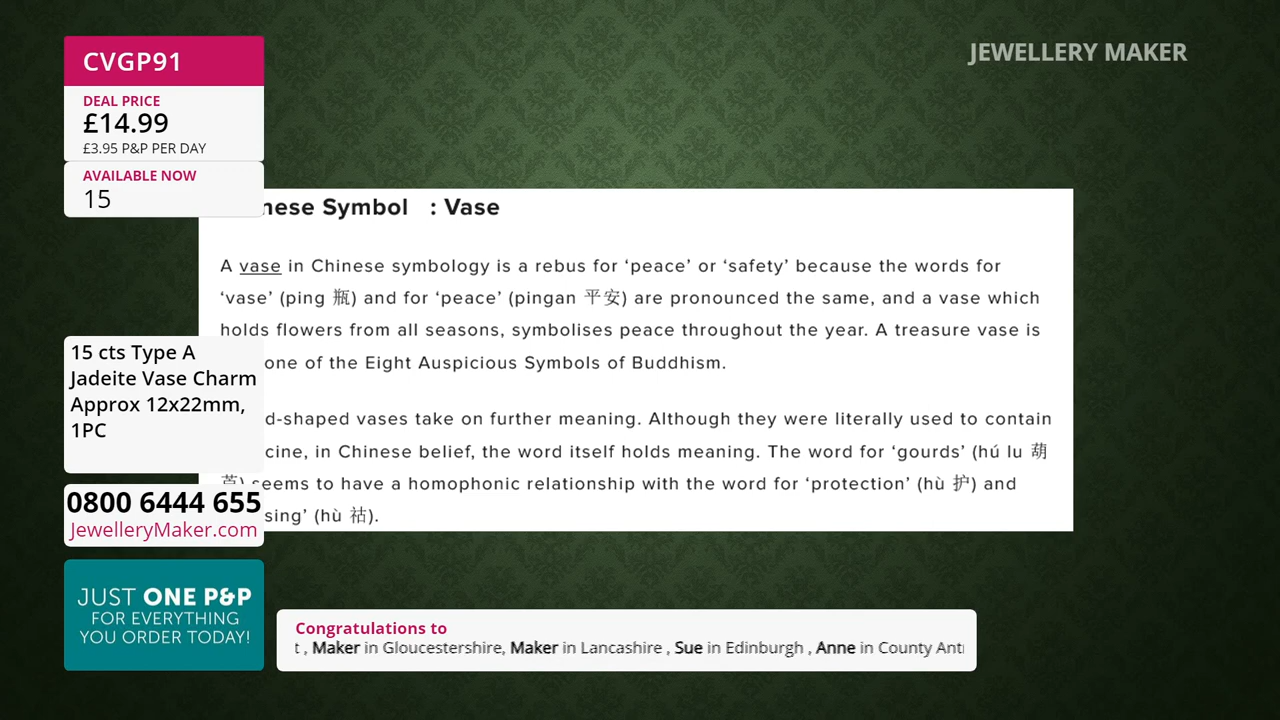 CVGP91
DEAL PRICE
£14.99
£3.95 P&P PER DAY
AVAILABLE NOW
15
JEWELLERY MAKER
Symbol : Vase
A vase in Chinese symbology is a rebus for ‘peace’ or ‘safety’ because the words for
‘vase’ (ping 瓶) and for ‘peace’ (pingan 平安) are pronounced the same, and a vase which
holds flowers from all seasons, symbolises peace throughout the year. A treasure vase is
one of the Eight Auspicious Symbols of Buddhism.
d-shaped vases take on further meaning. Although they were literally used to contain
cine, in Chinese belief, the word itself holds meaning. The word for ‘gourds’ (hú lu 葫
seems to have a homophonic relationship with the word for ‘protection’ (hù 护) and
sing’ (hù 祜).
15 cts Type A
Jadeite Vase Charm
Approx 12x22mm,
1PC
0800 6444 655
JewelleryMaker.com
JUST ONE P&P
FOR EVERYTHING
YOU ORDER TODAY!
Congratulations to
t , Maker in Gloucestershire, Maker in Lancashire , Sue in Edinburgh , Anne in County Ant